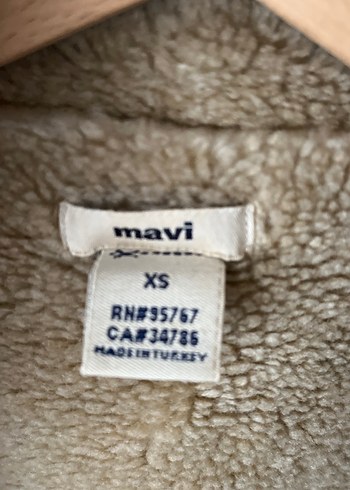 mavi
XS
RN#95767
CA#34786
MADE IN TURKEY